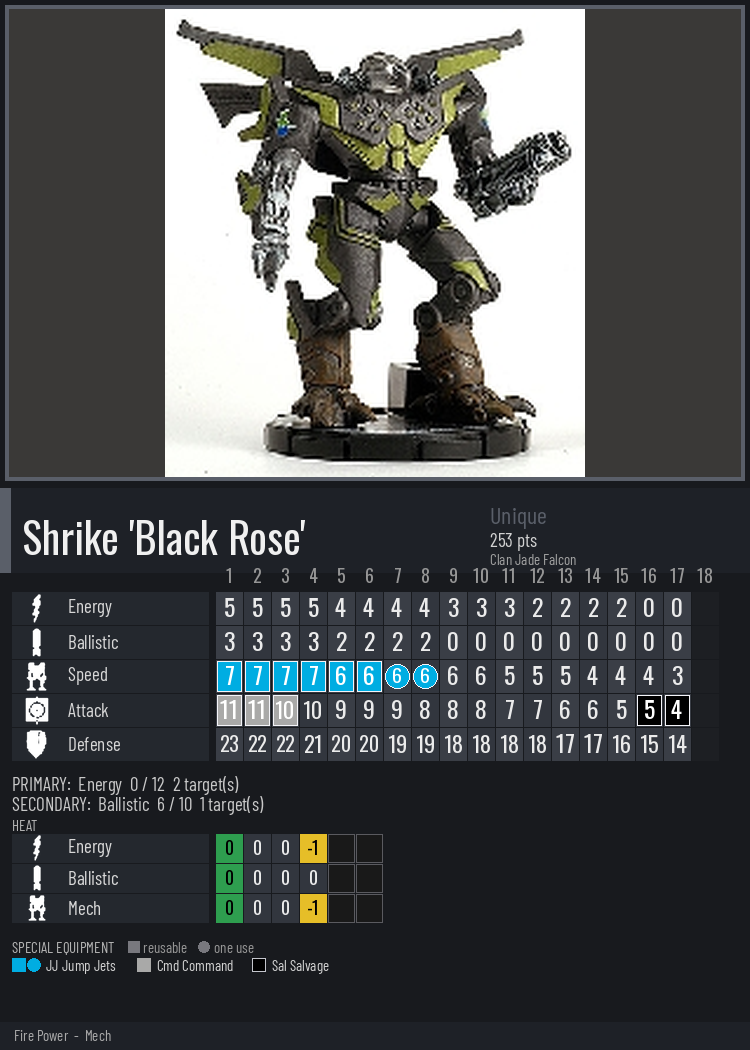 Shrike 'Black Rose'
Unique
253 pts
Clan Jade Falcon
1 2 3 4 5 6 7 8 9 10 11 12 13 14 15 16 17 18
Energy 5 5 5 5 4 4 4 4 3 3 3 2 2 2 2 0 0
Ballistic 3 3 3 3 2 2 2 2 0 0 0 0 0 0 0 0 0
Speed 7 7 7 7 6 6 6 6 6 6 5 5 5 4 4 4 3
Attack 11 11 10 10 9 9 9 8 8 8 7 7 6 6 5 5 4
Defense 23 22 22 21 20 20 19 19 18 18 18 18 17 17 16 15 14
PRIMARY: Energy 0 / 12 2 target(s)
SECONDARY: Ballistic 6 / 10 1 target(s)
HEAT
Energy 0 0 0 -1
Ballistic 0 0 0 0
Mech 0 0 0 -1
SPECIAL EQUIPMENT reusable one use
JJ Jump Jets Cmd Command Sal Salvage
Fire Power - Mech